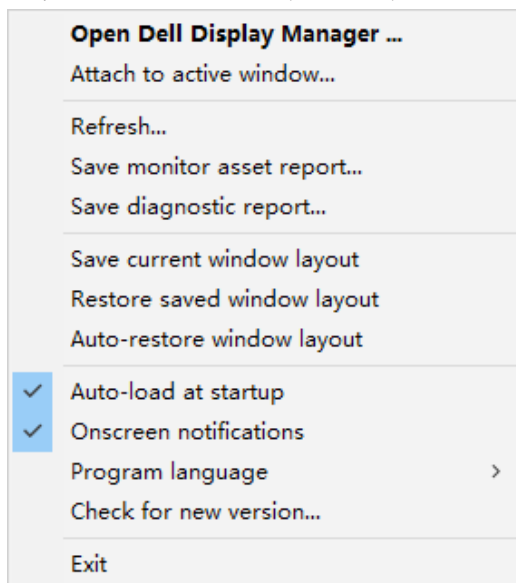 Open Dell Display Manager ...
Attach to active window...
Refresh...
Save monitor asset report...
Save diagnostic report...
Save current window layout
Restore saved window layout
Auto-restore window layout
Auto-load at startup
Onscreen notifications
Program language
Check for new version...
Exit